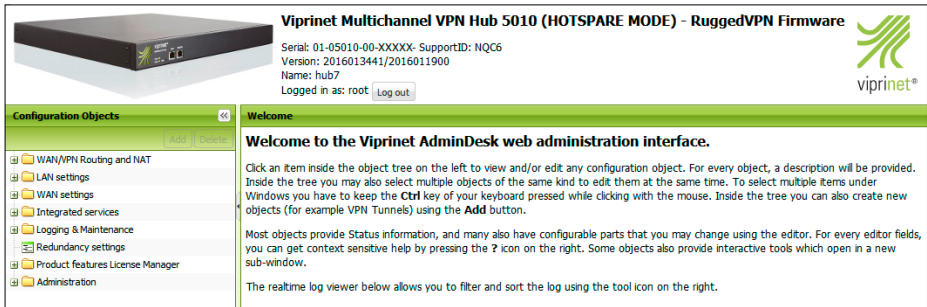 Viprinet Multichannel VPN Hub 5010 (HOTSPARE MODE) - RuggedVPN Firmware
Serial: 01-05010-00-XXXXX- SupportID: NQC6
Version: 2016013441/2016011900
Name: hub7
Logged in as: root Log out
viprinet®
Configuration Objects
Add Delete
WAN/VPN Routing and NAT
LAN settings
WAN settings
Integrated services
Logging & Maintenance
Redundancy settings
Product features License Manager
Administration
Welcome
Welcome to the Viprinet AdminDesk web administration interface.
Click an item inside the object tree on the left to view and/or edit any configuration object. For every object, a description will be provided.
Inside the tree you may also select multiple objects of the same kind to edit them at the same time. To select multiple items under
Windows you have to keep the Ctrl key of your keyboard pressed while clicking with the mouse. Inside the tree you can also create new
objects (for example VPN Tunnels) using the Add button.
Most objects provide Status information, and many also have configurable parts that you may change using the editor. For every editor fields,
you can get context sensitive help by pressing the ? icon on the right. Some objects also provide interactive tools which open in a new
sub-window.
The realtime log viewer below allows you to filter and sort the log using the tool icon on the right.